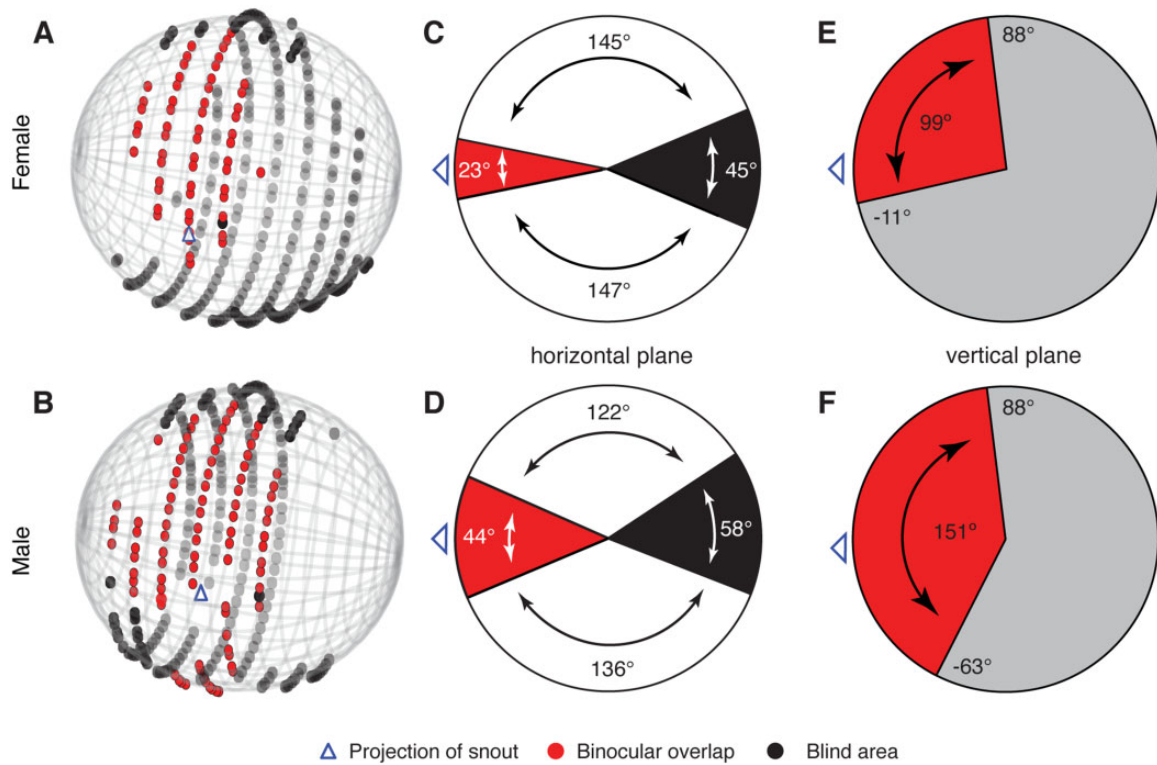 A
C
E
Female
145°
23°
45°
147°
88°
99°
-11°
horizontal plane
vertical plane
B
D
F
Male
122°
44°
58°
136°
88°
151°
-63°
Projection of snout
Binocular overlap
Blind area